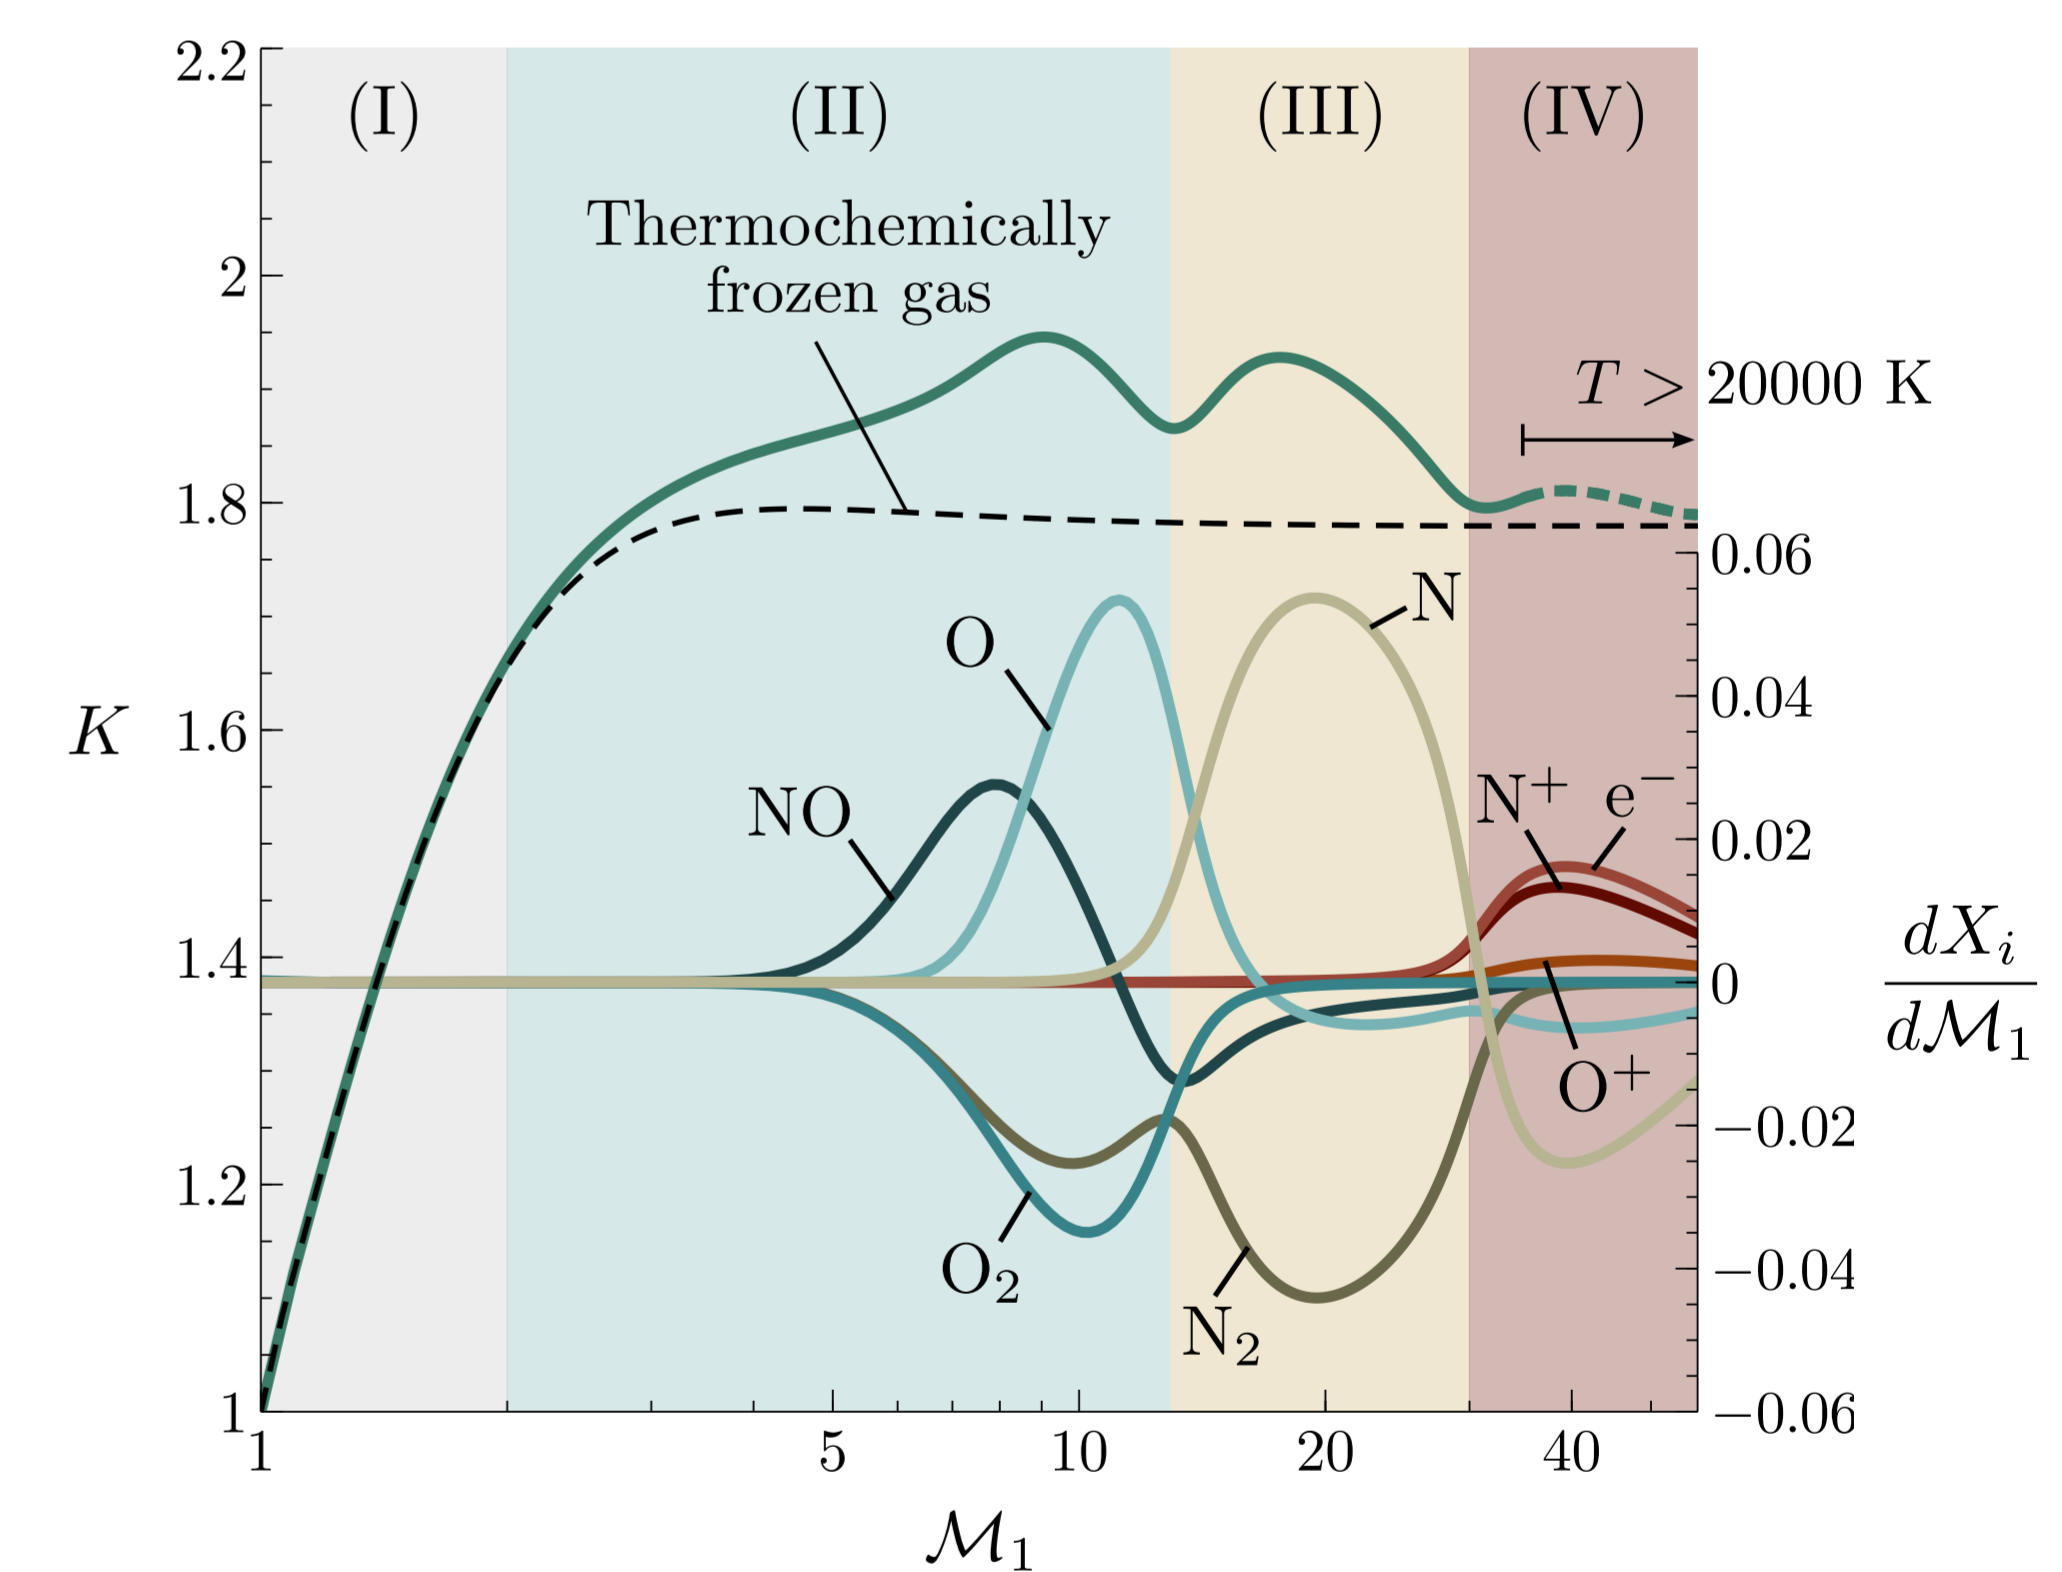 2.2
(I)
(II)
(III)
(IV)
Thermochemically
frozen gas
2
T > 20000 K
1.8
0.06
N
O
0.04
K
1.6
N⁺ e⁻
NO
0.02
1.4
0
dXᵢ
dℳ₁
O⁺
−0.02
1.2
O₂
−0.04
N₂
1
−0.06
1
5
10
20
40
ℳ₁